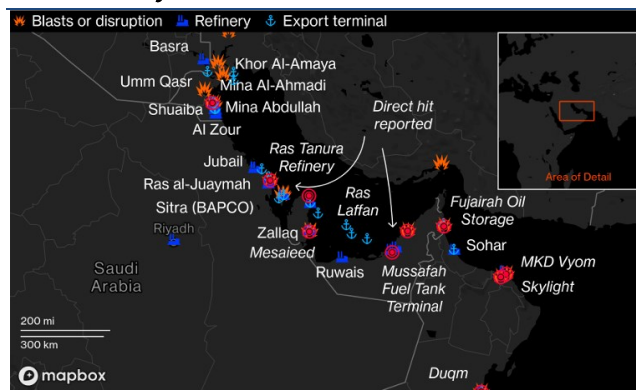 Blasts or disruption Refinery Export terminal
Basra
Khor Al-Amaya
Umm Qasr
Mina Al-Ahmadi
Shuaiba
Mina Abdullah
Al Zour
Direct hit
reported
Area of Detail
Jubail
Ras Tanura
Refinery
Ras al-Juaymah
Sitra (BAPCO)
Ras
Laffan
Fujairah Oil
Storage
Riyadh
Zallaq
Mesaieed
Sohar
Ruwais
Mussafah
Fuel Tank
Terminal
MKD Vyom
Skylight
Saudi
Arabia
200 mi
300 km
Duqm
mapbox